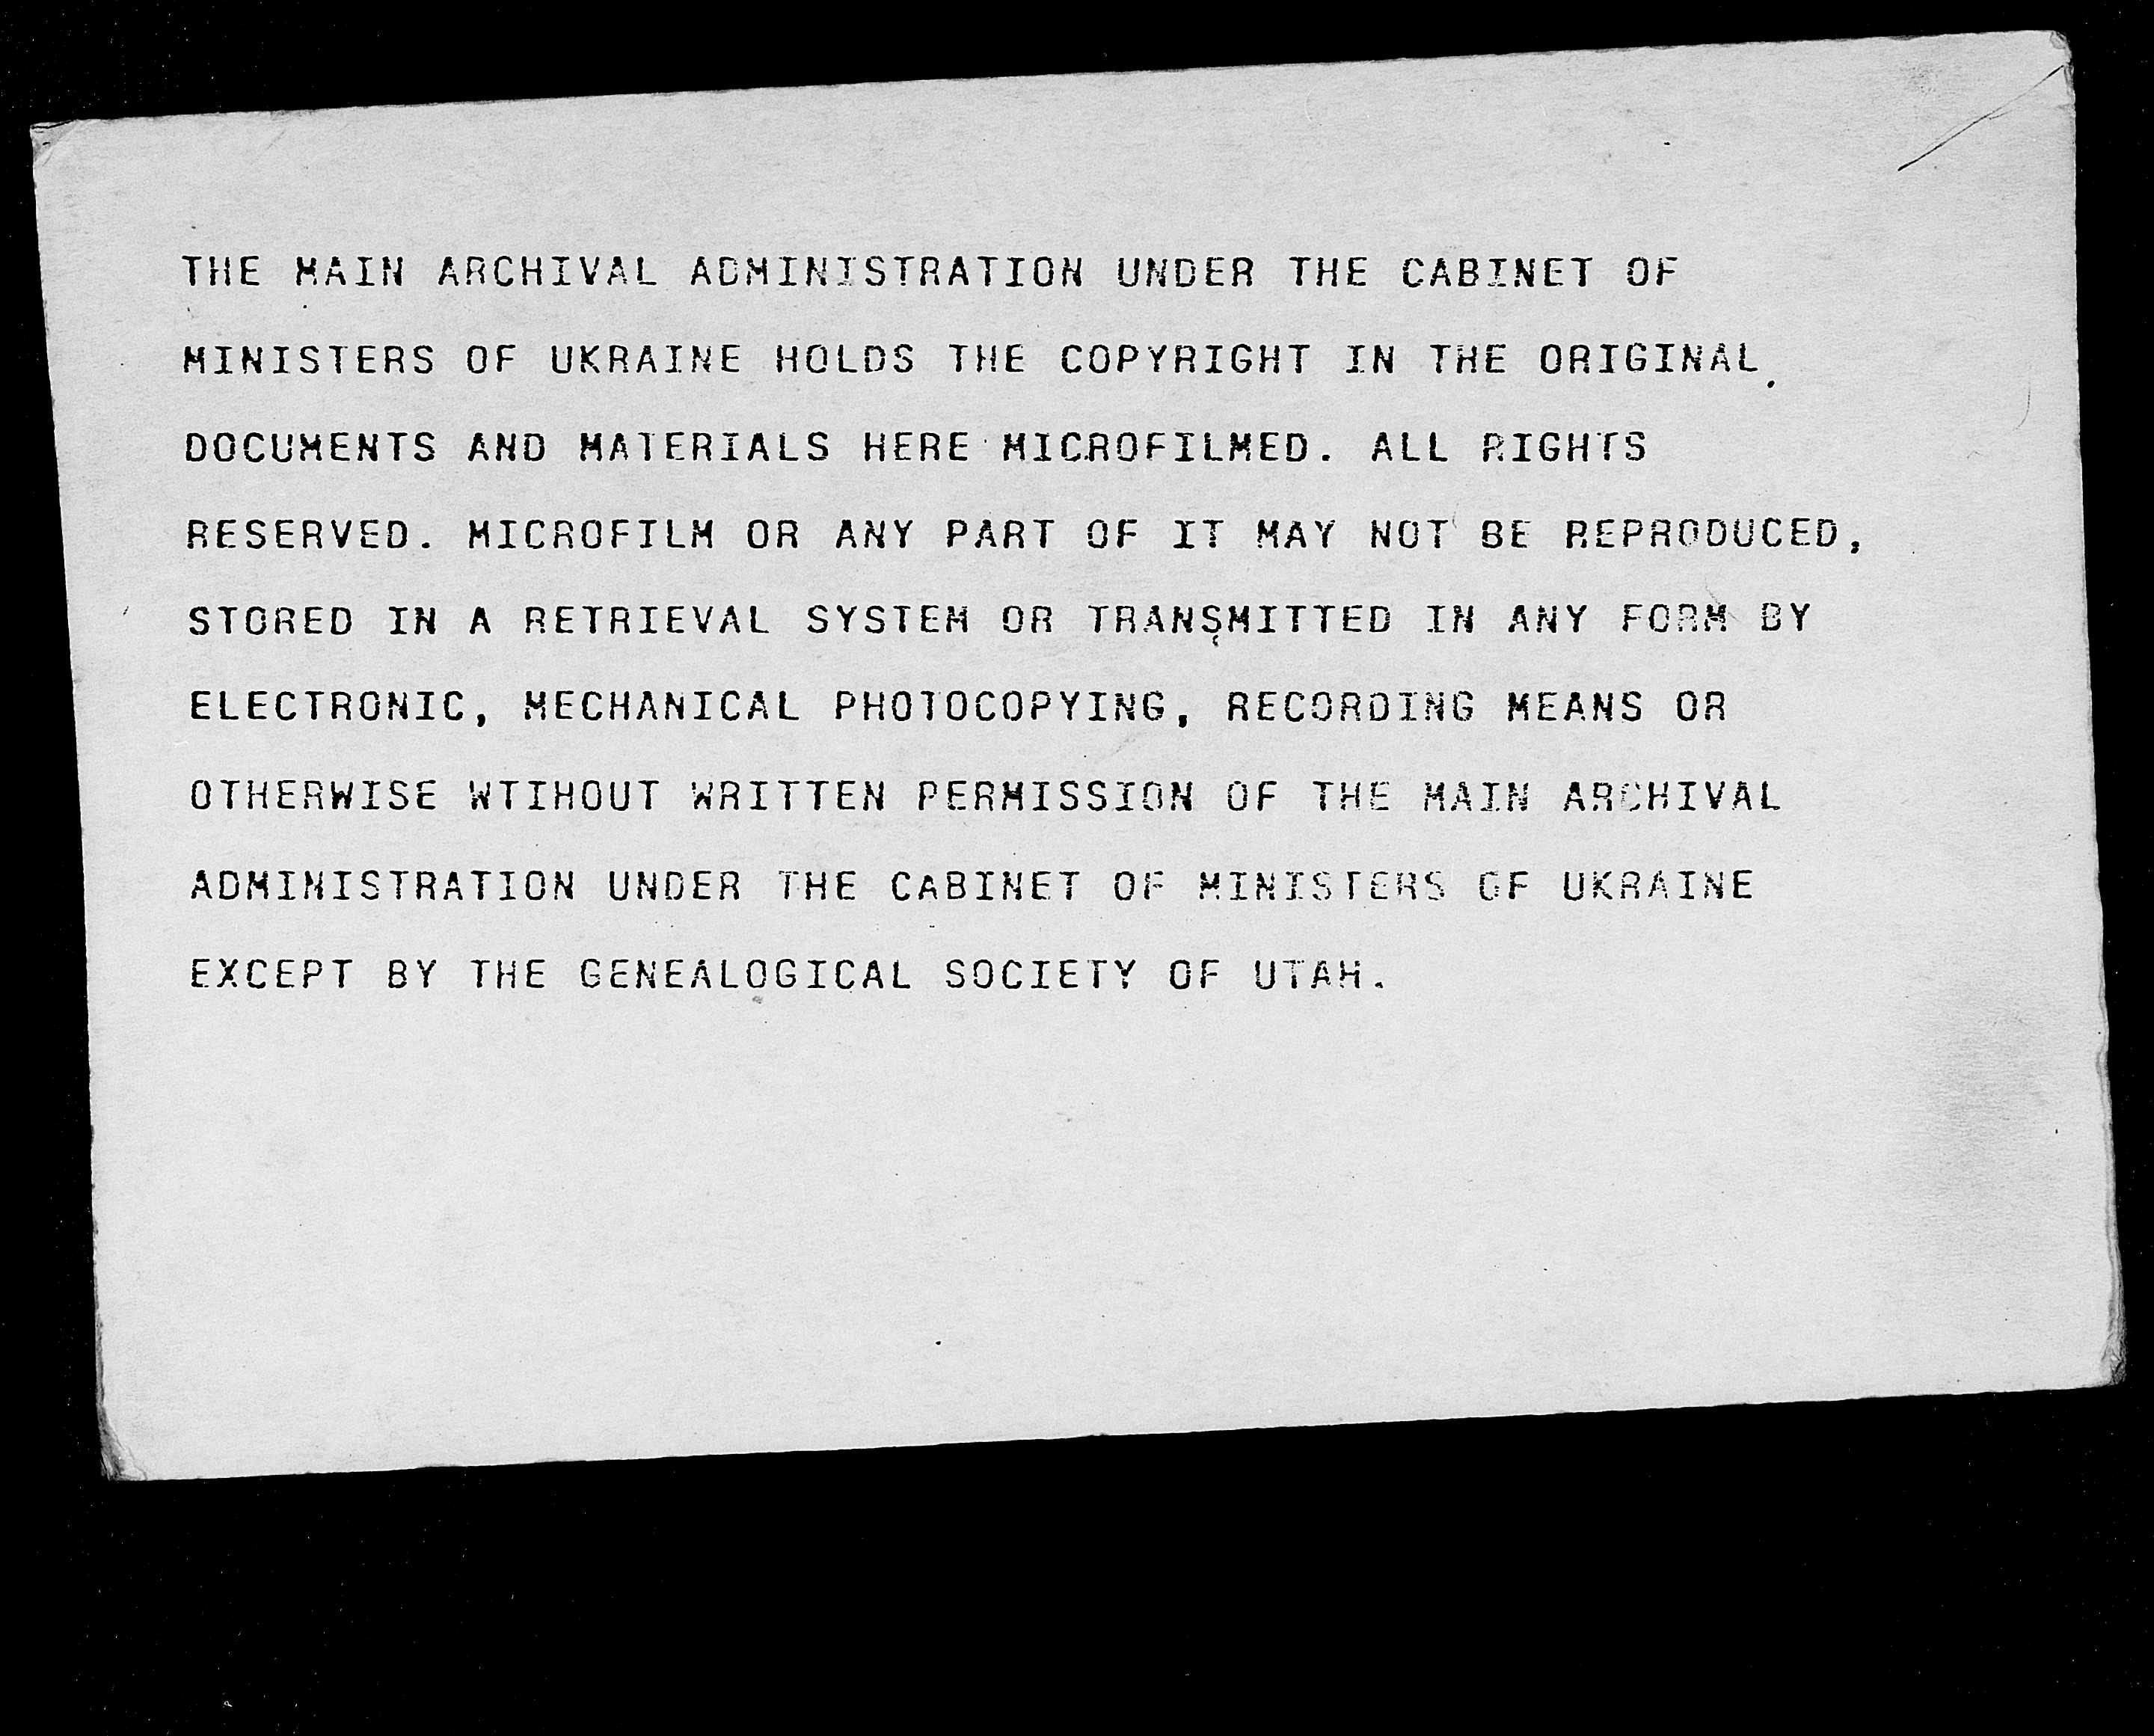 THE MAIN ARCHIVAL ADMINISTRATION UNDER THE CABINET OF
MINISTERS OF UKRAINE HOLDS THE COPYRIGHT IN THE ORIGINAL
DOCUMENTS AND MATERIALS HERE MICROFILMED. ALL RIGHTS
RESERVED. MICROFILM OR ANY PART OF IT MAY NOT BE REPRODUCED,
STORED IN A RETRIEVAL SYSTEM OR TRANSMITTED IN ANY FORM BY
ELECTRONIC, MECHANICAL PHOTOCOPYING, RECORDING MEANS OR
OTHERWISE WTIHOUT WRITTEN PERMISSION OF THE MAIN ARCHIVAL
ADMINISTRATION UNDER THE CABINET OF MINISTERS OF UKRAINE
EXCEPT BY THE GENEALOGICAL SOCIETY OF UTAH.